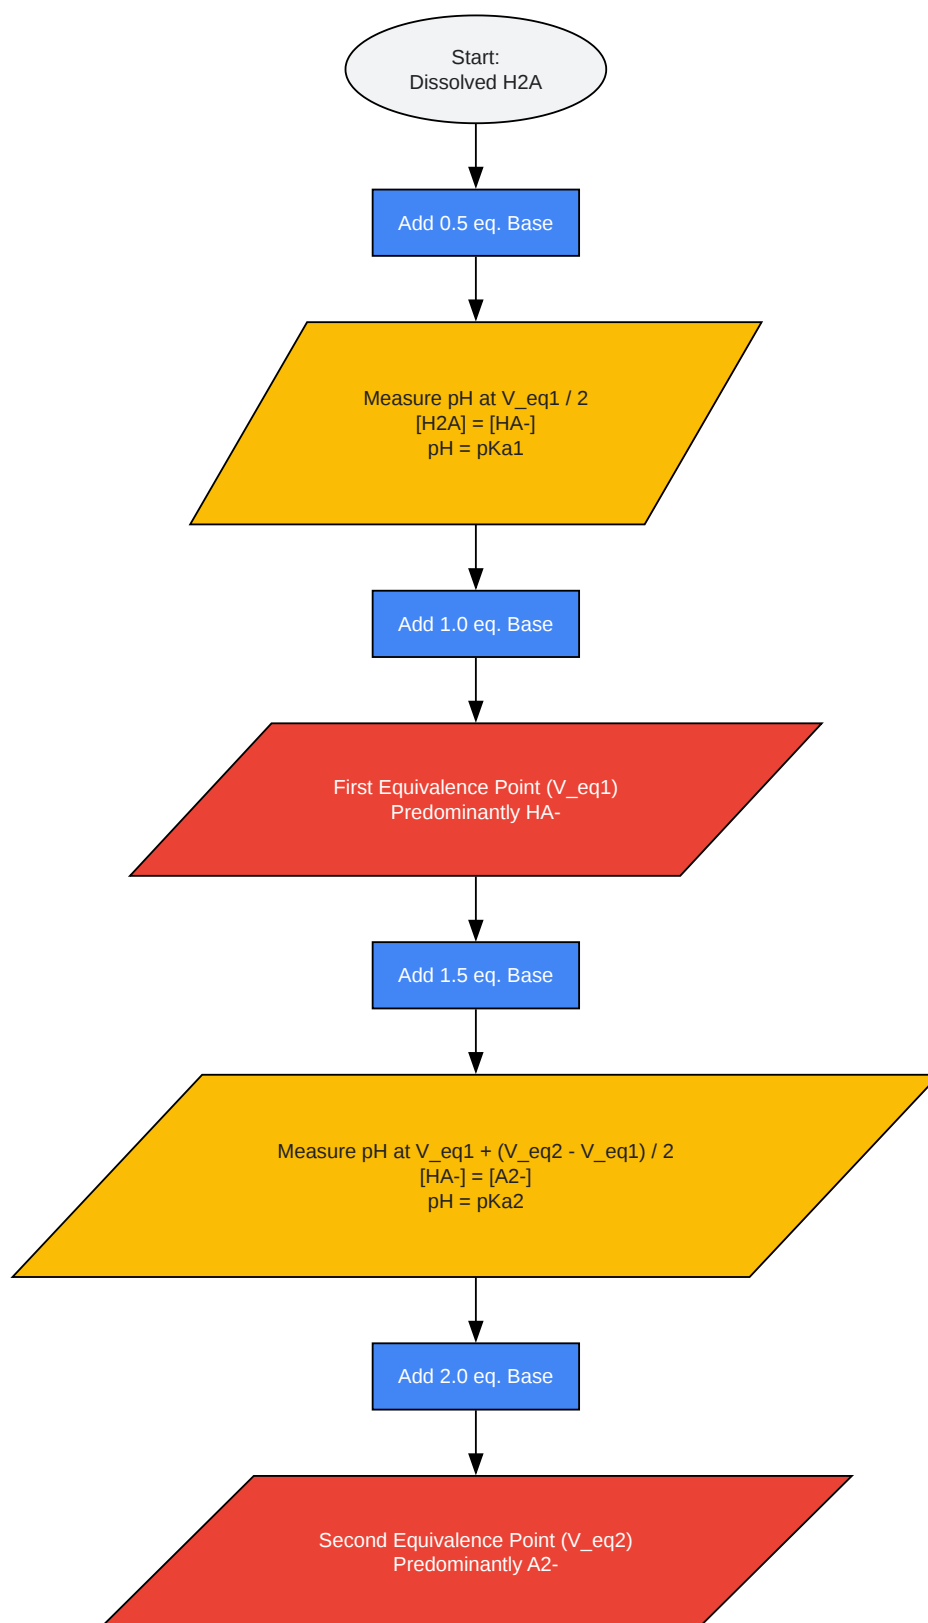 Start:
Dissolved H2A
Add 0.5 eq. Base
Measure pH at V_eq1 / 2
[H2A] = [HA-]
pH = pKa1
Add 1.0 eq. Base
First Equivalence Point (V_eq1)
Predominantly HA-
Add 1.5 eq. Base
Measure pH at V_eq1 + (V_eq2 - V_eq1) / 2
[HA-] = [A2-]
pH = pKa2
Add 2.0 eq. Base
Second Equivalence Point (V_eq2)
Predominantly A2-